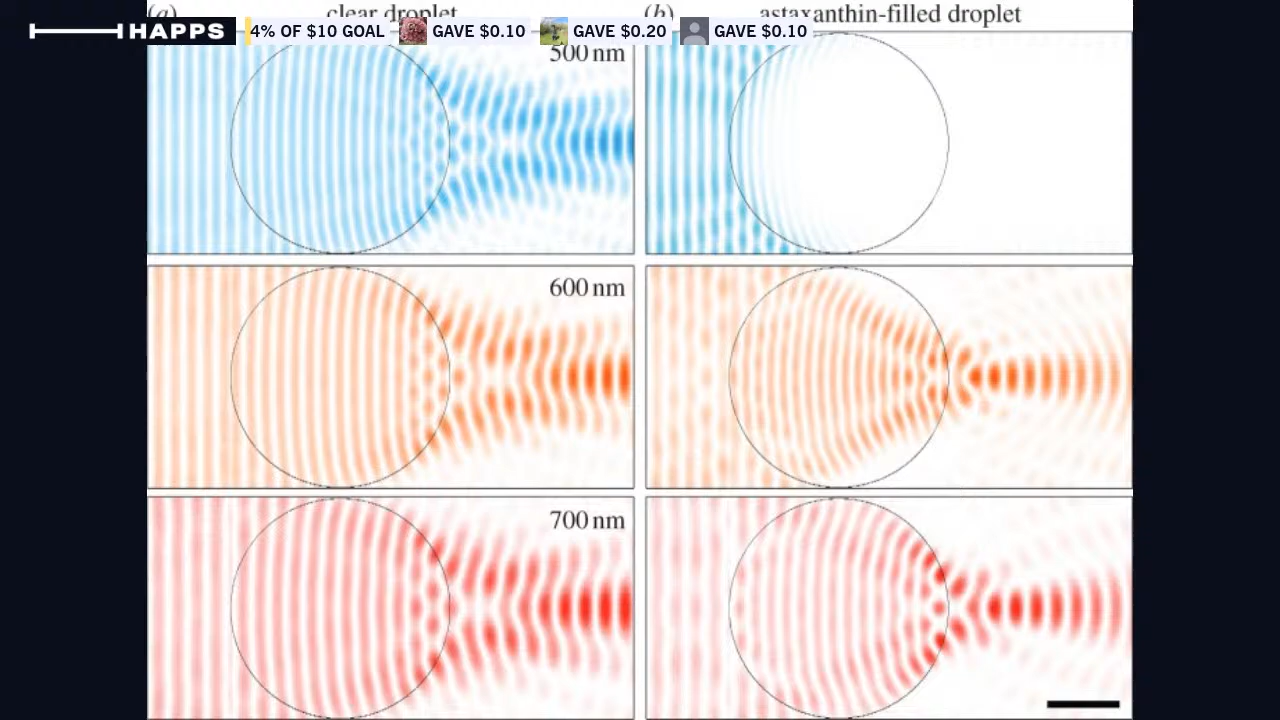 (a) clear droplet (b) astaxanthin-filled droplet
HAPPS 4% OF $10 GOAL GAVE $0.10 GAVE $0.20 GAVE $0.10
500 nm
600 nm
700 nm